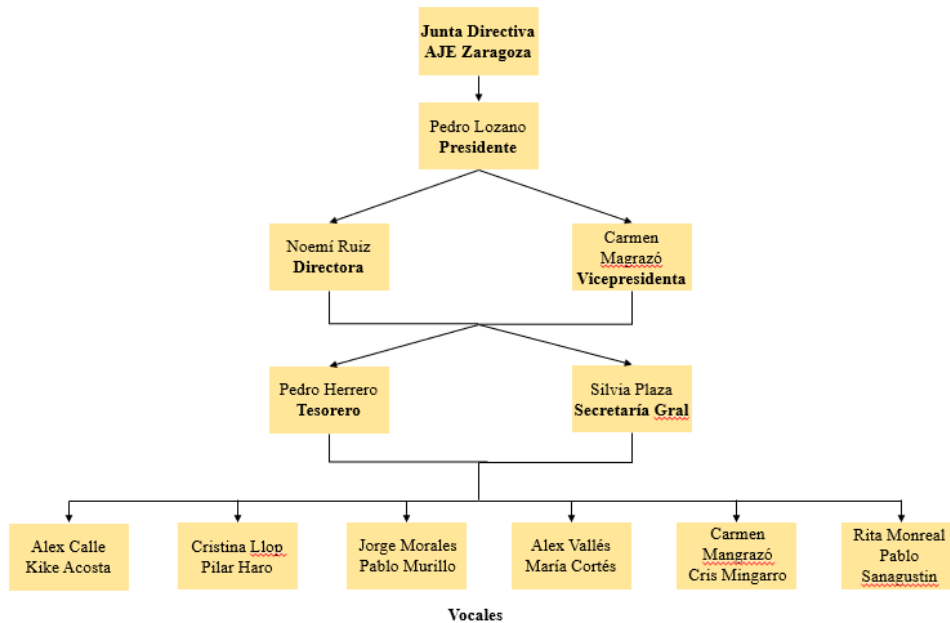 Junta Directiva
AJE Zaragoza
Pedro Lozano
Presidente
Noemí Ruiz
Directora
Carmen
Magrazó
Vicepresidenta
Pedro Herrero
Tesorero
Silvia Plaza
Secretaría Gral
Alex Calle
Kike Acosta
Cristina Llop
Pilar Haro
Jorge Morales
Pablo Murillo
Alex Vallés
María Cortés
Carmen
Mangrazó
Cris Mingarro
Rita Monreal
Pablo
Sanagustin
Vocales